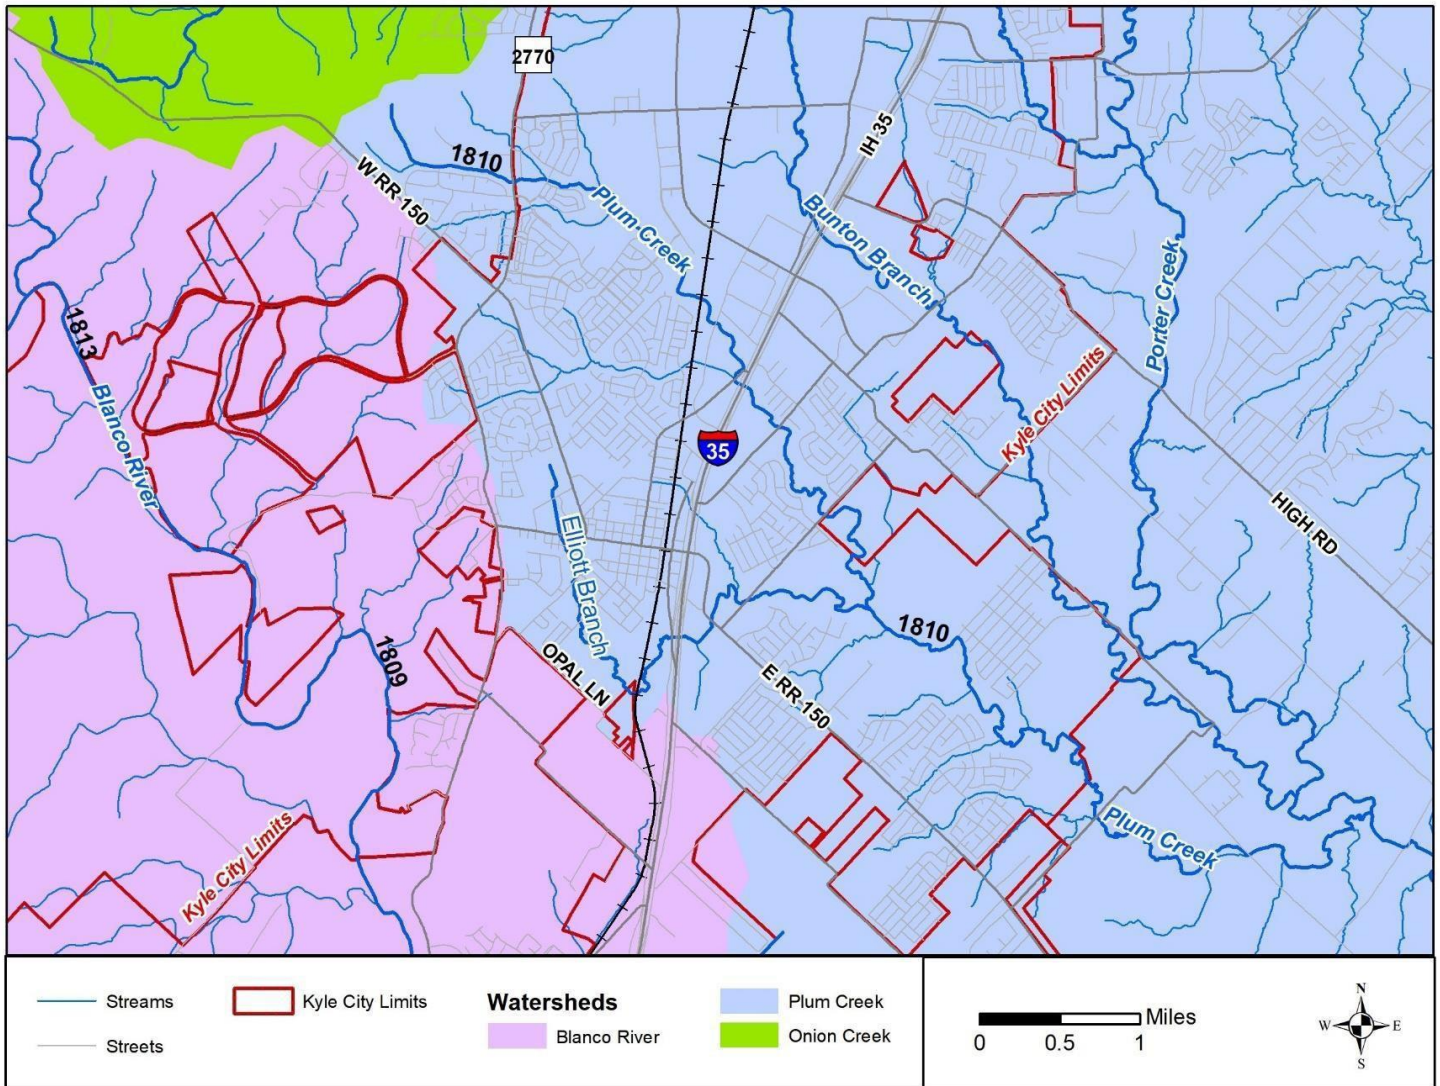 2770
1810
W RR 150
Plum Creek
IH 35
Bunton Branch
Porter Creek
1813
Blanco River
Kyle City Limits
35
HIGH RD
Elliott Branch
1809
OPAL LN
1810
E RR 150
Plum Creek
Kyle City Limits
Streams
Streets
Kyle City Limits
Watersheds
Blanco River
Plum Creek
Onion Creek
Miles
0 0.5 1
N
W E
S